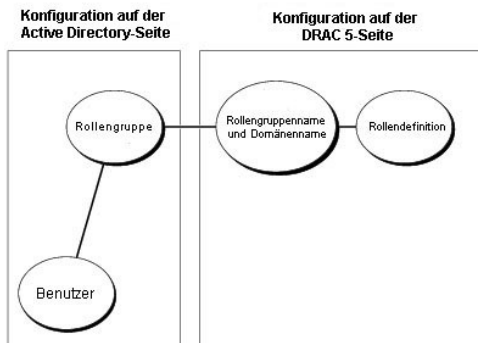 Konfiguration auf der
Active Directory-Seite
Konfiguration auf der
DRAC 5-Seite
Rollengruppe
Rollengruppenname
und Domänenname
Rollendefinition
Benutzer